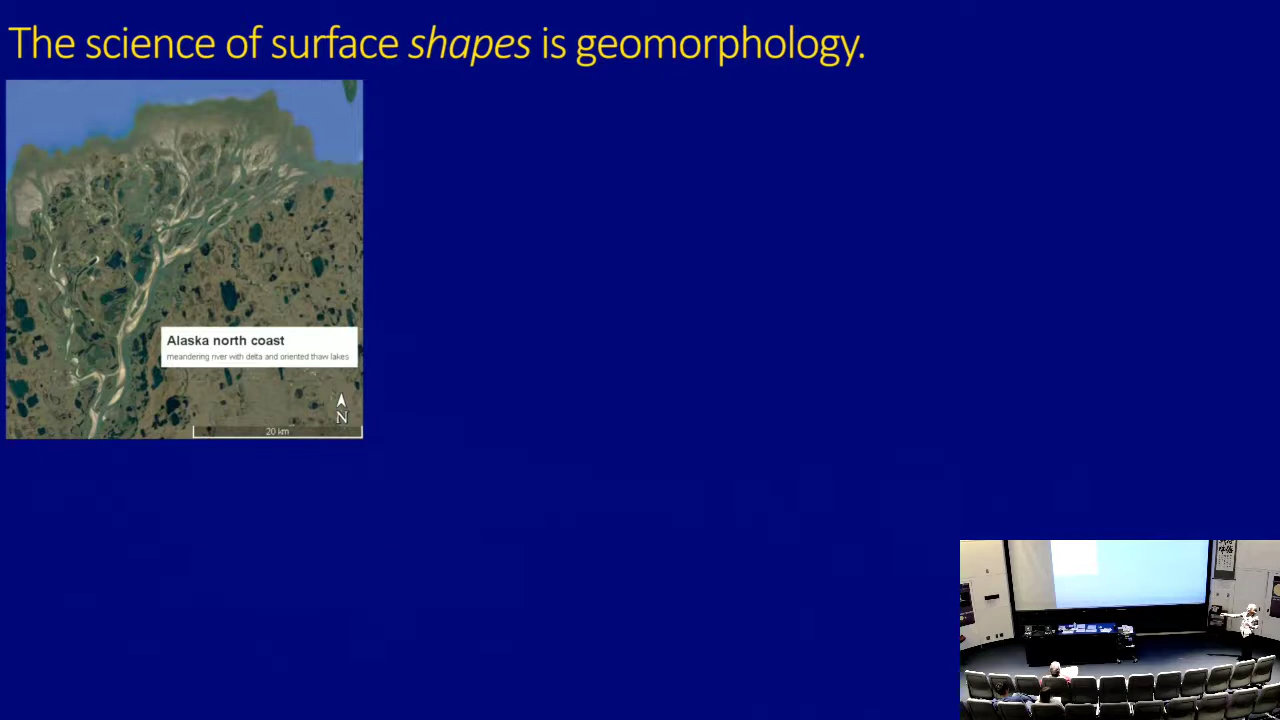 The science of surface shapes is geomorphology.
Alaska north coast
meandering river with delta and oriented thaw lakes
N
20 km